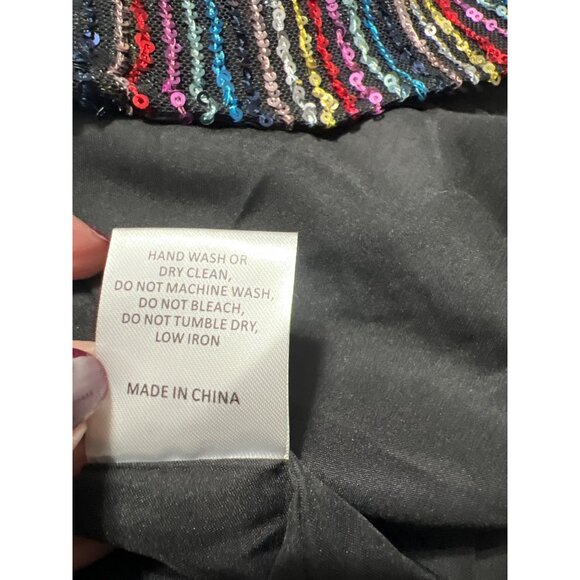 HAND WASH OR
DRY CLEAN,
DO NOT MACHINE WASH,
DO NOT BLEACH,
DO NOT TUMBLE DRY,
LOW IRON
MADE IN CHINA